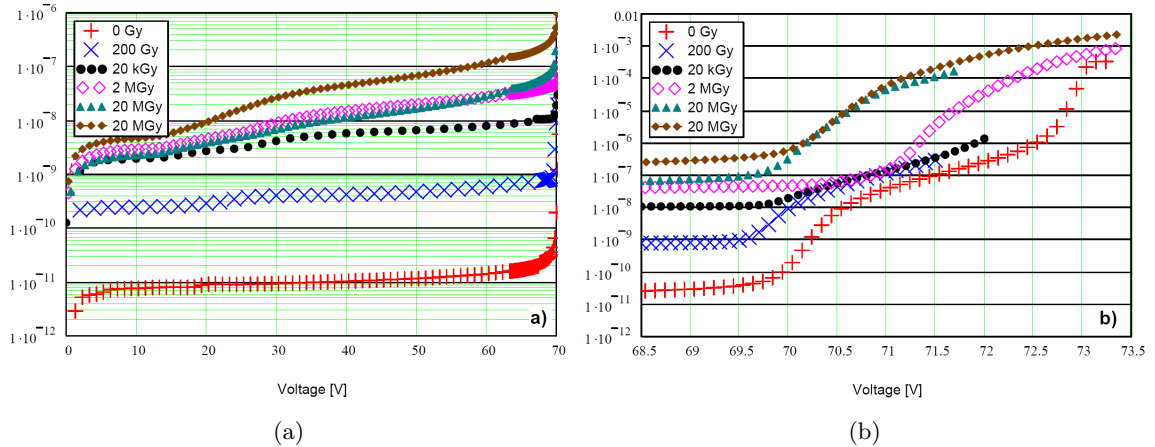 1·10⁻⁶
1·10⁻⁷
1·10⁻⁸
1·10⁻⁹
1·10⁻¹⁰
1·10⁻¹¹
1·10⁻¹²
0 Gy
200 Gy
20 kGy
2 MGy
20 MGy
20 MGy
a)
0 10 20 30 40 50 60 70
Voltage [V]
(a)
0.01
1·10⁻³
1·10⁻⁴
1·10⁻⁵
1·10⁻⁶
1·10⁻⁷
1·10⁻⁸
1·10⁻⁹
1·10⁻¹⁰
1·10⁻¹¹
1·10⁻¹²
0 Gy
200 Gy
20 kGy
2 MGy
20 MGy
20 MGy
b)
68.5 69 69.5 70 70.5 71 71.5 72 72.5 73 73.5
Voltage [V]
(b)